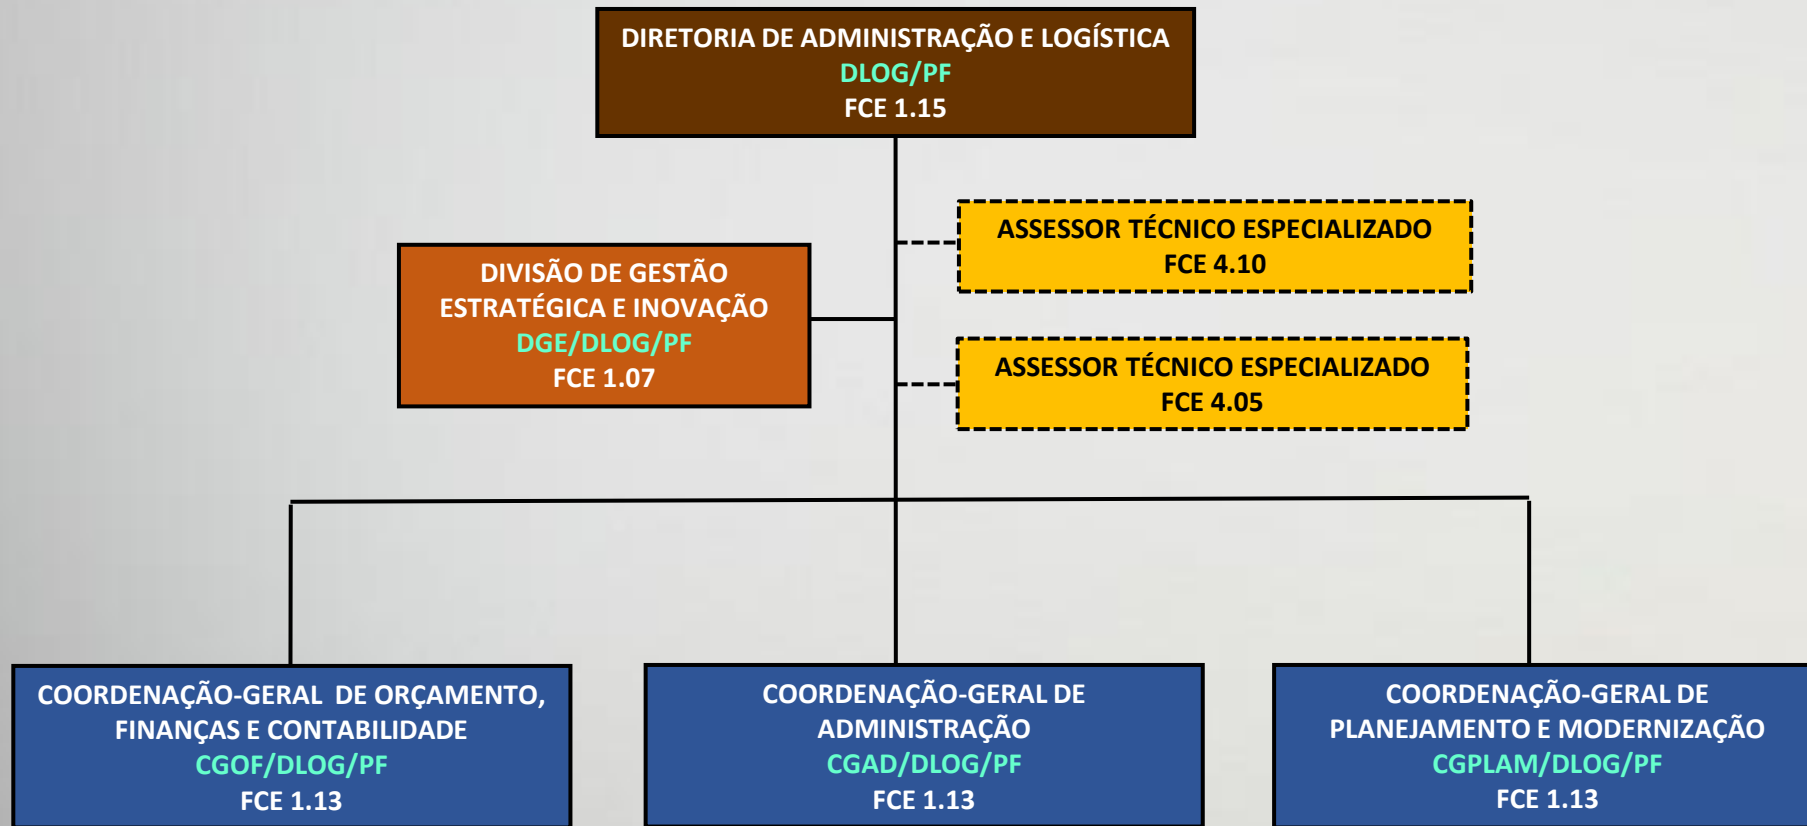 DIRETORIA DE ADMINISTRAÇÃO E LOGÍSTICA
DLOG/PF
FCE 1.15
ASSESSOR TÉCNICO ESPECIALIZADO
FCE 4.10
DIVISÃO DE GESTÃO
ESTRATÉGICA E INOVAÇÃO
DGE/DLOG/PF
FCE 1.07
ASSESSOR TÉCNICO ESPECIALIZADO
FCE 4.05
COORDENAÇÃO-GERAL DE ORÇAMENTO,
FINANÇAS E CONTABILIDADE
CGOF/DLOG/PF
FCE 1.13
COORDENAÇÃO-GERAL DE
ADMINISTRAÇÃO
CGAD/DLOG/PF
FCE 1.13
COORDENAÇÃO-GERAL DE
PLANEJAMENTO E MODERNIZAÇÃO
CGPLAM/DLOG/PF
FCE 1.13